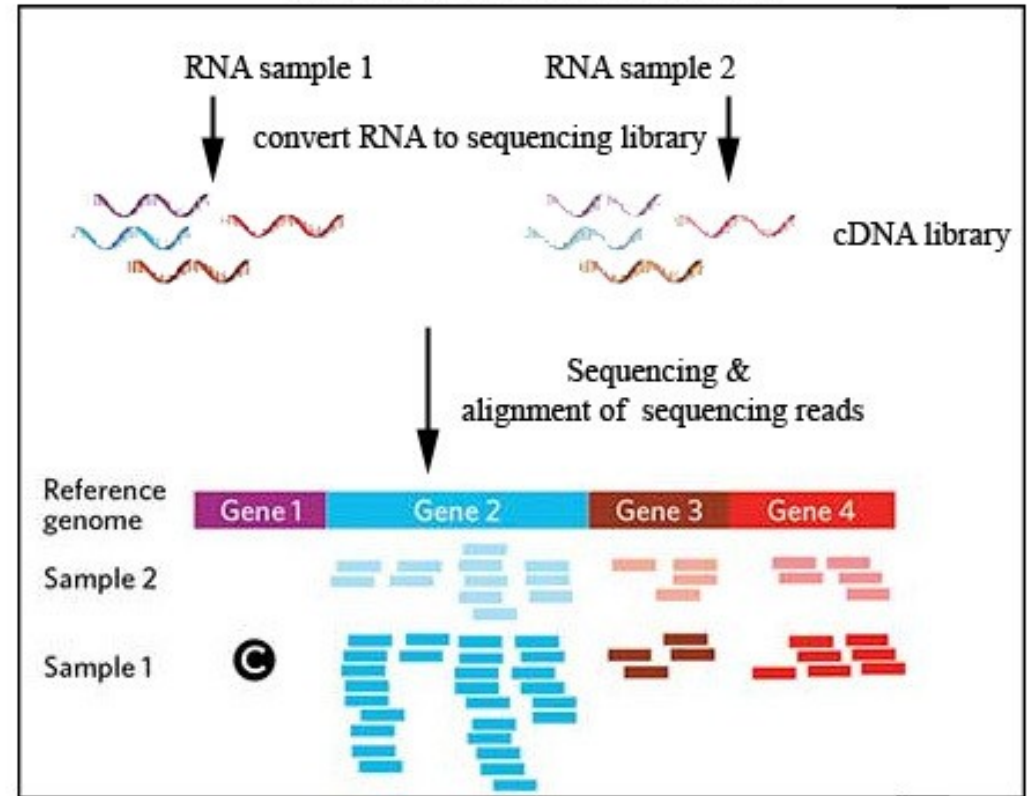 RNA sample 1 RNA sample 2
convert RNA to sequencing library
cDNA library
Sequencing &
alignment of sequencing reads
Reference
genome
Gene 1 Gene 2 Gene 3 Gene 4
Sample 2
Sample 1
C